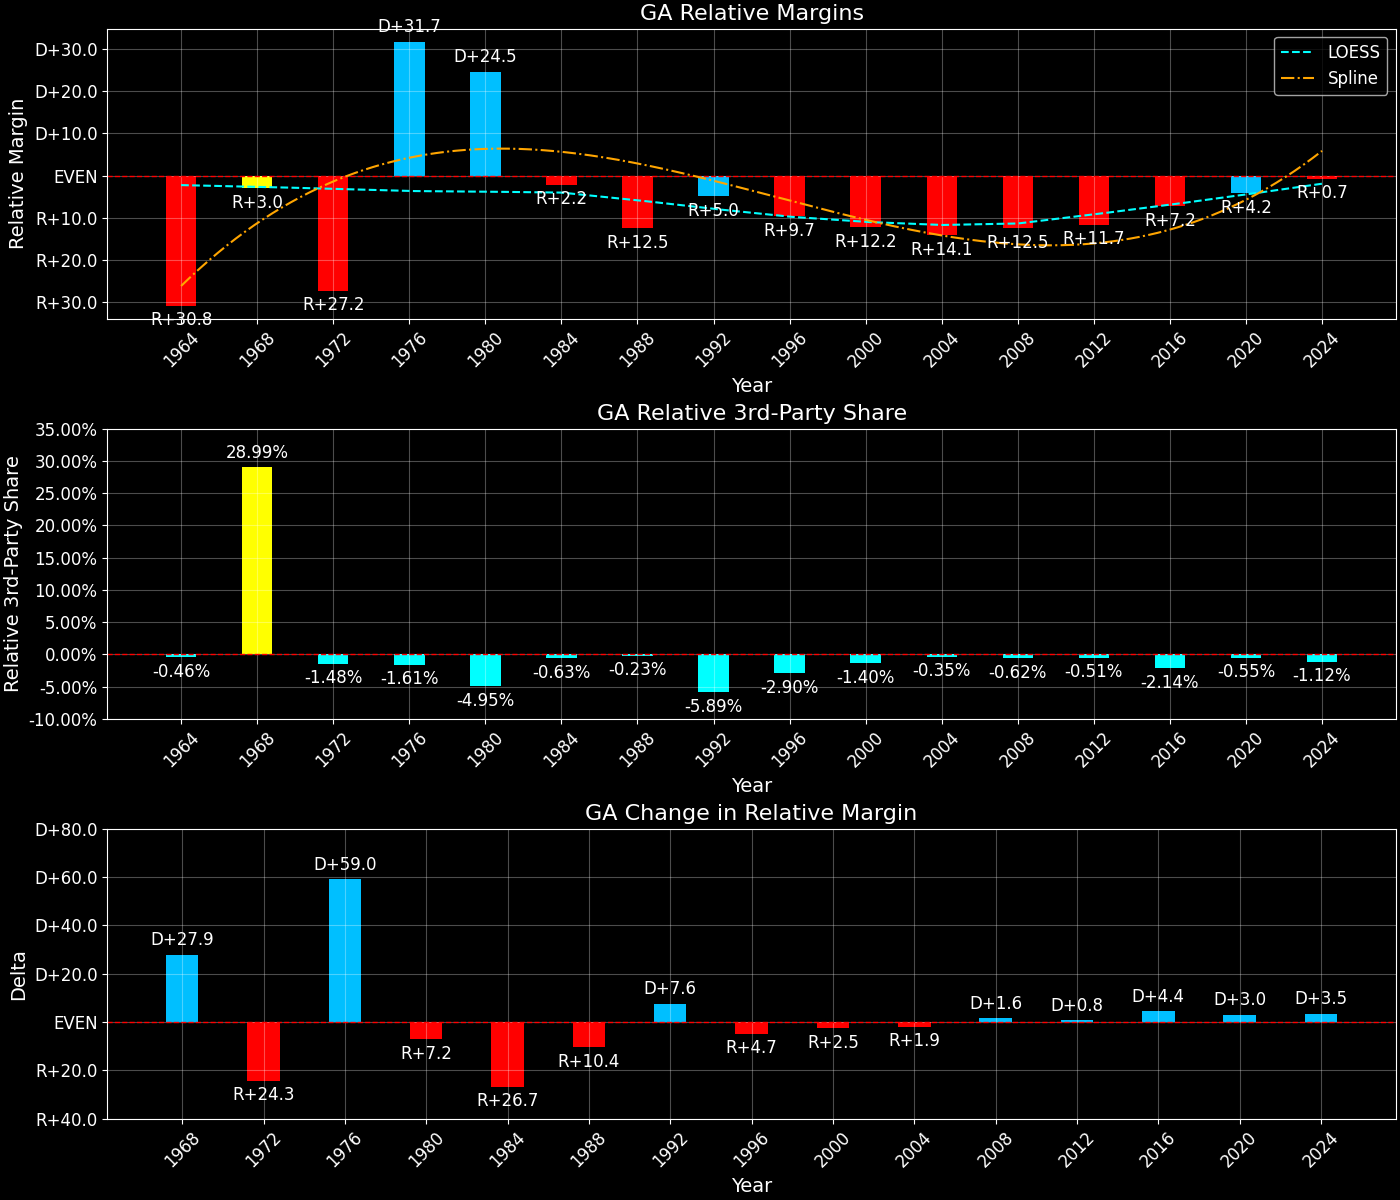 GA Relative Margins
Relative Margin
D+30.0
D+20.0
D+10.0
EVEN
R+10.0
R+20.0
R+30.0
LOESS
Spline
R+30.8
R+3.0
R+27.2
D+31.7
D+24.5
R+2.2
R+12.5
R+5.0
R+9.7
R+12.2
R+14.1
R+12.5
R+11.7
R+7.2
R+4.2
R+0.7
1964
1968
1972
1976
1980
1984
1988
1992
1996
2000
2004
2008
2012
2016
2020
2024
Year
GA Relative 3rd-Party Share
Relative 3rd-Party Share
35.00%
30.00%
25.00%
20.00%
15.00%
10.00%
5.00%
0.00%
-5.00%
-10.00%
-0.46%
28.99%
-1.48%
-1.61%
-4.95%
-0.63%
-0.23%
-5.89%
-2.90%
-1.40%
-0.35%
-0.62%
-0.51%
-2.14%
-0.55%
-1.12%
1964
1968
1972
1976
1980
1984
1988
1992
1996
2000
2004
2008
2012
2016
2020
2024
Year
GA Change in Relative Margin
Delta
D+80.0
D+60.0
D+40.0
D+20.0
EVEN
R+20.0
R+40.0
D+27.9
R+24.3
D+59.0
R+7.2
R+26.7
R+10.4
D+7.6
R+4.7
R+2.5
R+1.9
D+1.6
D+0.8
D+4.4
D+3.0
D+3.5
1968
1972
1976
1980
1984
1988
1992
1996
2000
2004
2008
2012
2016
2020
2024
Year